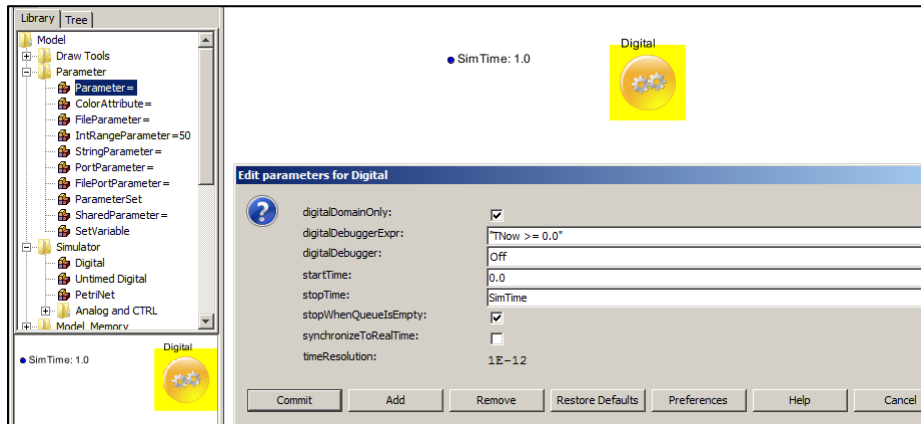 Library Tree
Model
Draw Tools
Parameter
Parameter=
ColorAttribute=
FileParameter=
IntRangeParameter=50
StringParameter=
PortParameter=
FilePortParameter=
ParameterSet
SharedParameter=
SetVariable
Simulator
Digital
Untimed Digital
PetriNet
Analog and CTRL
Model Memory
Digital
SimTime: 1.0
SimTime: 1.0
Digital
Edit parameters for Digital
digitalDomainOnly:
digitalDebuggerExpr: "TNow >= 0.0"
digitalDebugger: Off
startTime: 0.0
stopTime: SimTime
stopWhenQueueIsEmpty:
synchronizeToRealTime:
timeResolution: 1E-12
Commit Add Remove Restore Defaults Preferences Help Cancel